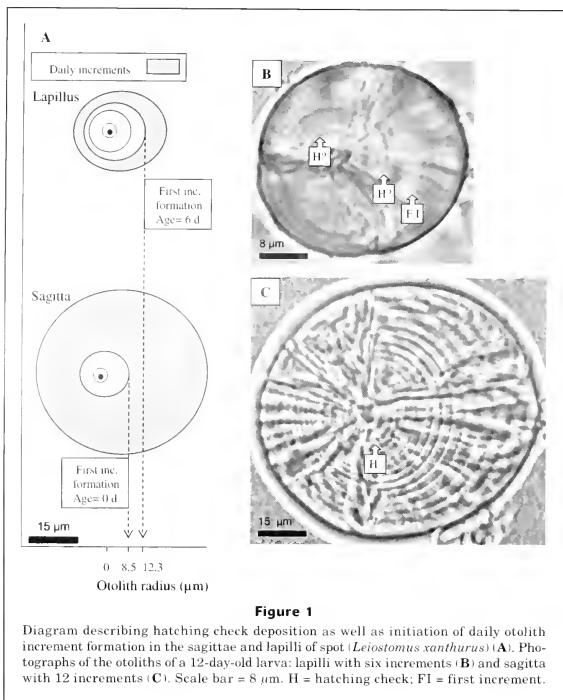 A
Daily increments
Lapillus
First inc.
formation
Age= 6 d
Sagitta
First inc.
formation
Age= 0 d
15 µm
0 8.5 12.3
Otolith radius (µm)
B
H?
H?
FI
8 µm
C
H
15 µm
Figure 1
Diagram describing hatching check deposition as well as initiation of daily otolith
increment formation in the sagittae and lapilli of spot (Leiostomus xanthurus) (A). Pho-
tographs of the otoliths of a 12-day-old larva: lapilli with six increments (B) and sagitta
with 12 increments (C). Scale bar = 8 µm. H = hatching check; FI = first increment.